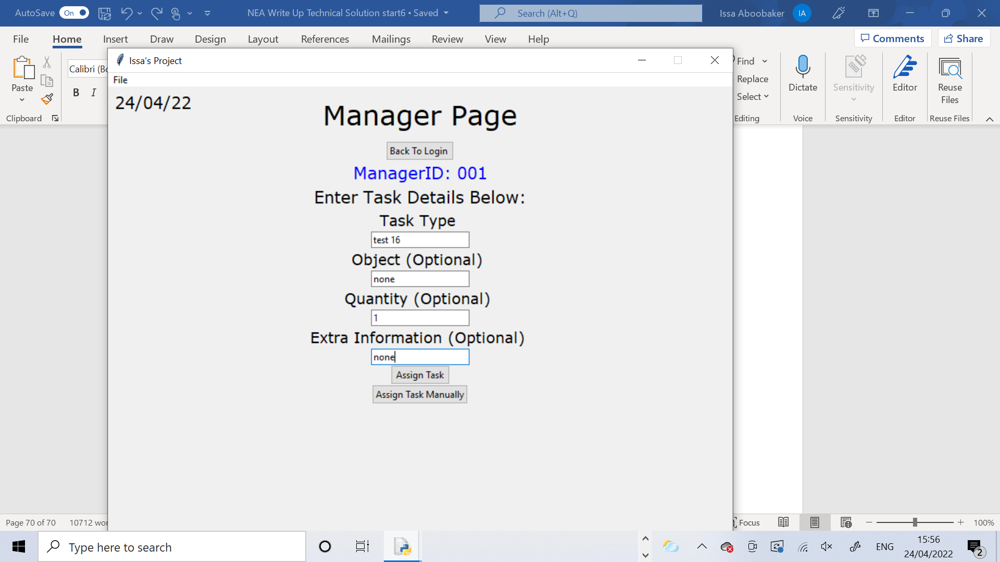 AutoSave On NEA Write Up Technical Solution start6 • Saved Search (Alt+Q) Issa Aboobaker IA
File Home Insert Draw Design Layout References Mailings Review View Help Comments Share
Issa's Project
File
24/04/22
Manager Page
Back To Login
ManagerID: 001
Enter Task Details Below:
Task Type
test 16
Object (Optional)
none
Quantity (Optional)
1
Extra Information (Optional)
none
Assign Task
Assign Task Manually
Paste
Clipboard
Calibri (Bo
B I
Find
Replace
Select
Editing
Dictate
Voice
Sensitivity
Sensitivity
Editor
Editor
Reuse
Files
Reuse Files
Page 70 of 70 10712 wor Focus 100%
Type here to search
ENG
15:56
24/04/2022
2